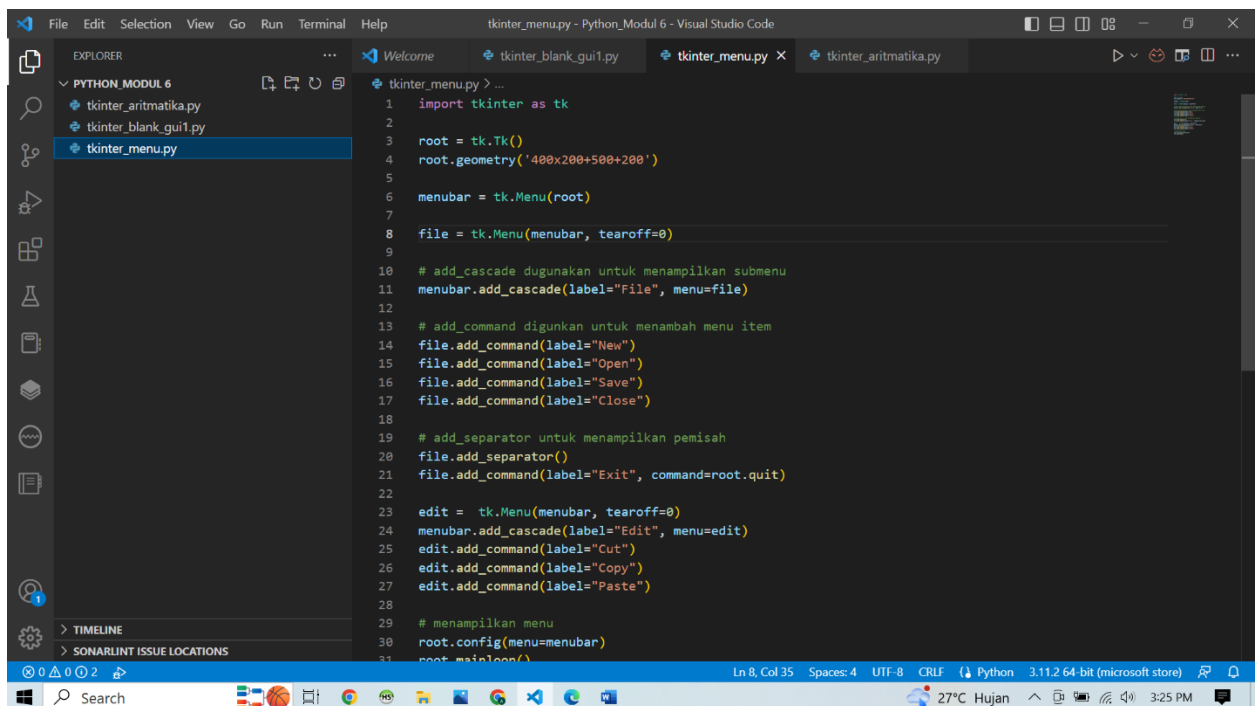 File Edit Selection View Go Run Terminal Help tkinter_menu.py - Python_Modul 6 - Visual Studio Code
EXPLORER ...
PYTHON_MODUL 6
tkinter_aritmatika.py
tkinter_blank_gui1.py
tkinter_menu.py
TIMELINE
SONARLINT ISSUE LOCATIONS
Welcome tkinter_blank_gui1.py tkinter_menu.py tkinter_aritmatika.py
tkinter_menu.py > ...
1 import tkinter as tk
2
3 root = tk.Tk()
4 root.geometry('400x200+500+200')
5
6 menubar = tk.Menu(root)
7
8 file = tk.Menu(menubar, tearoff=0)
9
10 # add_cascade dugunakan untuk menampilkan submenu
11 menubar.add_cascade(label="File", menu=file)
12
13 # add_command digunkan untuk menambah menu item
14 file.add_command(label="New")
15 file.add_command(label="Open")
16 file.add_command(label="Save")
17 file.add_command(label="Close")
18
19 # add_separator untuk menampilkan pemisah
20 file.add_separator()
21 file.add_command(label="Exit", command=root.quit)
22
23 edit =  tk.Menu(menubar, tearoff=0)
24 menubar.add_cascade(label="Edit", menu=edit)
25 edit.add_command(label="Cut")
26 edit.add_command(label="Copy")
27 edit.add_command(label="Paste")
28
29 # menampilkan menu
30 root.config(menu=menubar)
31 root.mainloop()
1
0 0 2 Ln 8, Col 35 Spaces: 4 UTF-8 CRLF Python 3.11.2 64-bit (microsoft store)
Search HS 27°C Hujan 3:25 PM